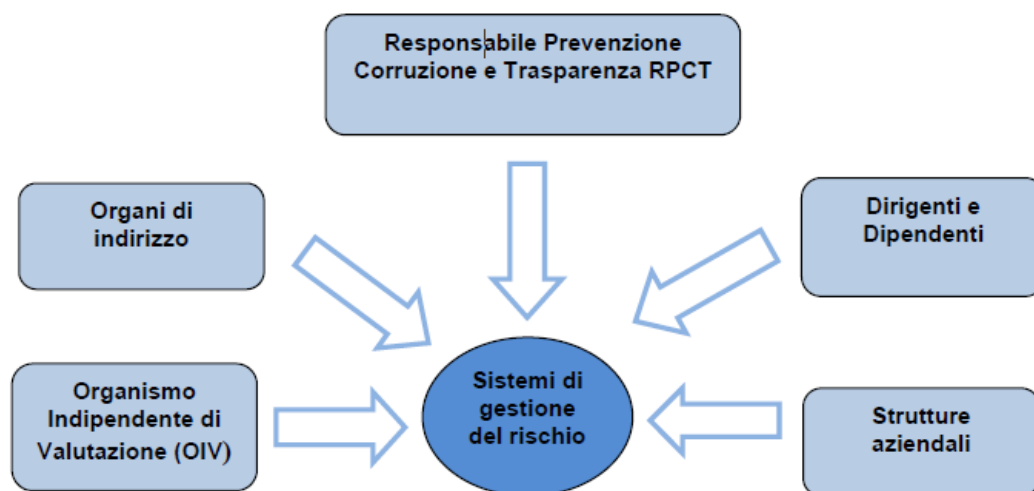 Responsabile Prevenzione
Corruzione e Trasparenza RPCT
Organi di
indirizzo
Dirigenti e
Dipendenti
Organismo
Indipendente di
Valutazione (OIV)
Sistemi di
gestione
del rischio
Strutture
aziendali